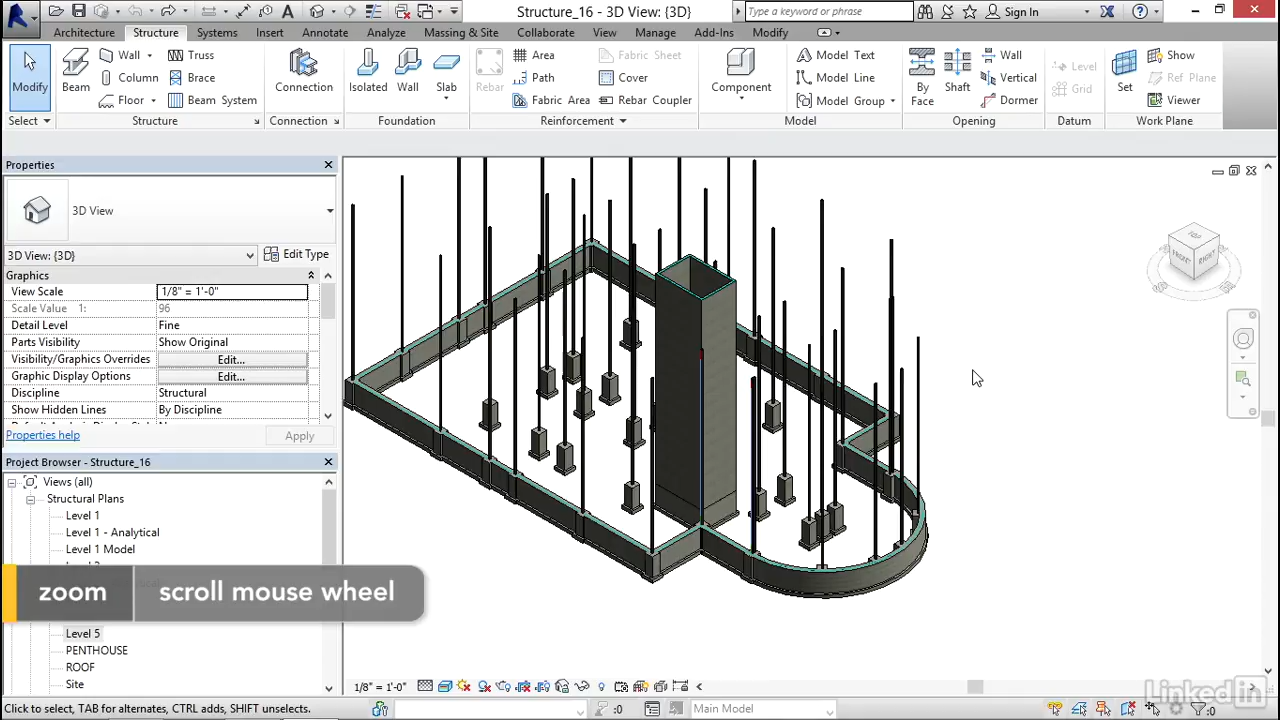 Structure_16 - 3D View: {3D}
Type a keyword or phrase
Sign In
Architecture Structure Systems Insert Annotate Analyze Massing & Site Collaborate View Manage Add-Ins Modify
Modify
Select
Beam
Wall
Column
Floor
Truss
Brace
Beam System
Structure
Connection
Connection
Isolated
Wall
Slab
Foundation
Rebar
Area
Path
Fabric Area
Fabric Sheet
Cover
Rebar Coupler
Reinforcement
Component
Model Text
Model Line
Model Group
Model
By Face
Shaft
Wall
Vertical
Dormer
Opening
Level
Grid
Datum
Set
Show
Ref Plane
Viewer
Work Plane
Properties
3D View
3D View: {3D}
Edit Type
Graphics
View Scale 1/8" = 1'-0"
Scale Value 1: 96
Detail Level Fine
Parts Visibility Show Original
Visibility/Graphics Overrides Edit...
Graphic Display Options Edit...
Discipline Structural
Show Hidden Lines By Discipline
Properties help
Apply
Project Browser - Structure_16
Views (all)
Structural Plans
Level 1
Level 1 - Analytical
Level 1 Model
zoom scroll mouse wheel
Level 5
PENTHOUSE
ROOF
Site
TOP
FRONT
RIGHT
1/8" = 1'-0"
Click to select, TAB for alternates, CTRL adds, SHIFT unselects.
:0
Main Model
:0
Linked in